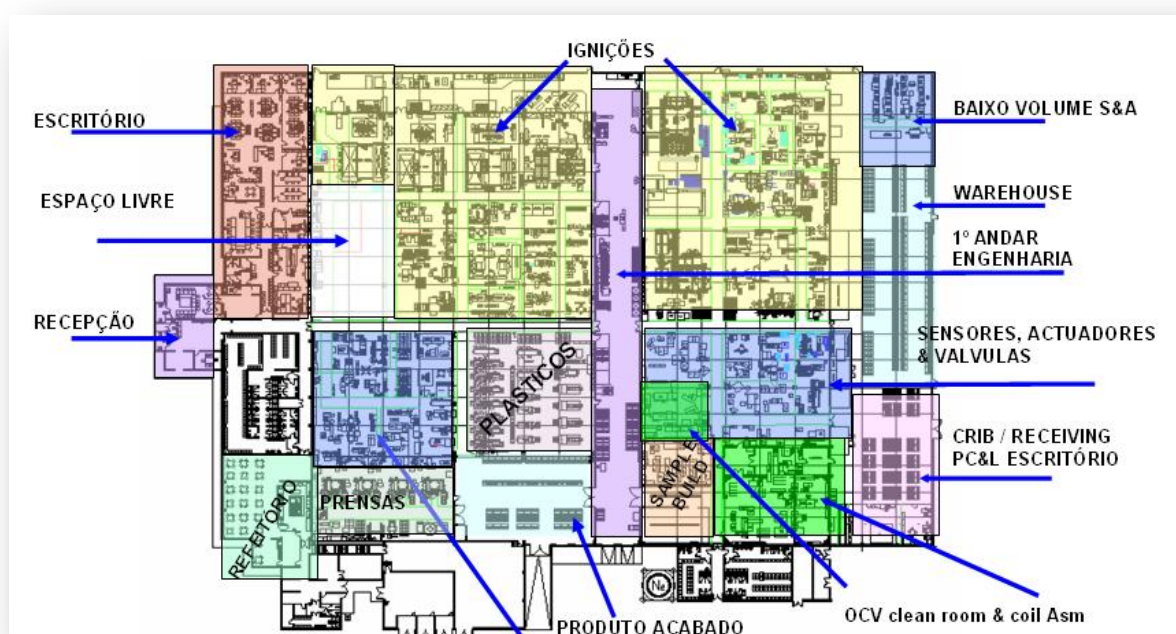 IGNIÇÕES
ESCRITÓRIO
BAIXO VOLUME S&A
ESPAÇO LIVRE
WAREHOUSE
1º ANDAR
ENGENHARIA
RECEPÇÃO
SENSORES, ACTUADORES
& VALVULAS
PLASTICOS
CRIB / RECEIVING
PC&L ESCRITÓRIO
SAMPLE
BUILD
PRENSAS
REFEITORIO
OCV clean room & coil Asm
PRODUTO ACABADO